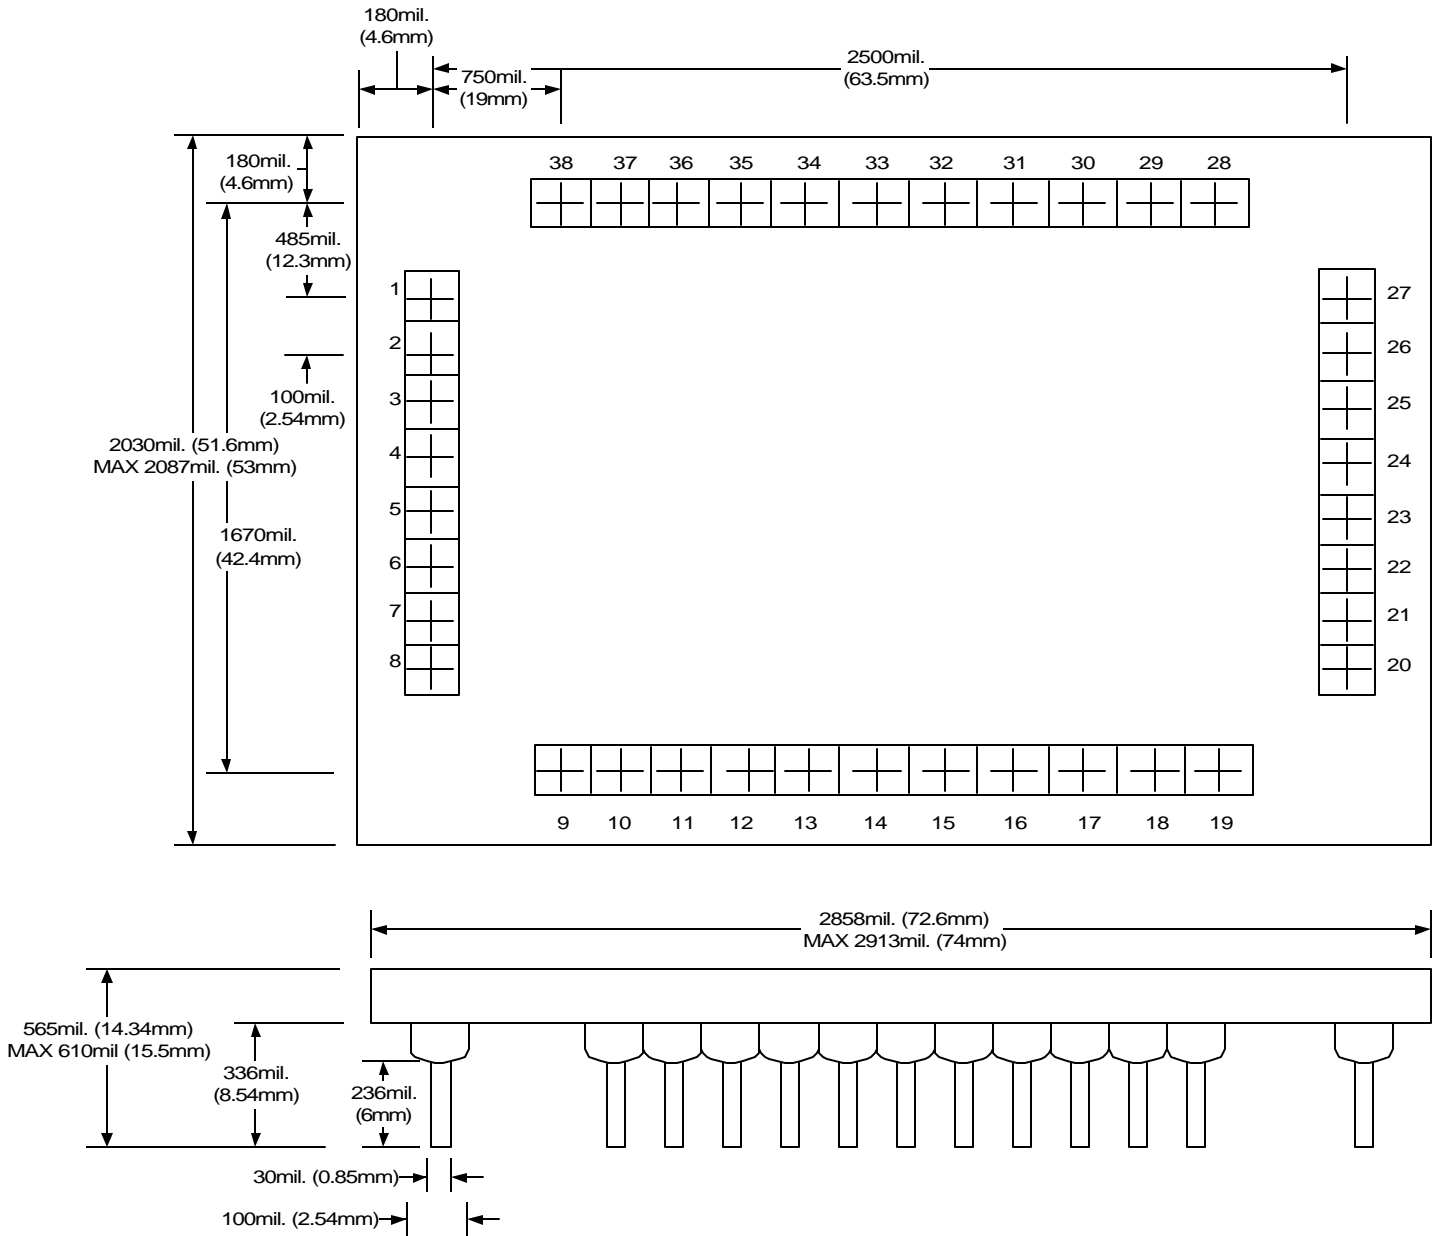 180mil.
(4.6mm)
2500mil.
(63.5mm)
750mil.
(19mm)
180mil.
(4.6mm)
38 37 36 35 34 33 32 31 30 29 28
485mil.
(12.3mm)
1 27
2 26
100mil.
(2.54mm)
3 25
2030mil. (51.6mm)
MAX 2087mil. (53mm)
4 24
5 23
1670mil.
(42.4mm)
6 22
7 21
8 20
9 10 11 12 13 14 15 16 17 18 19
2858mil. (72.6mm)
MAX 2913mil. (74mm)
565mil. (14.34mm)
MAX 610mil (15.5mm)
336mil.
(8.54mm)
236mil.
(6mm)
30mil. (0.85mm)
100mil. (2.54mm)